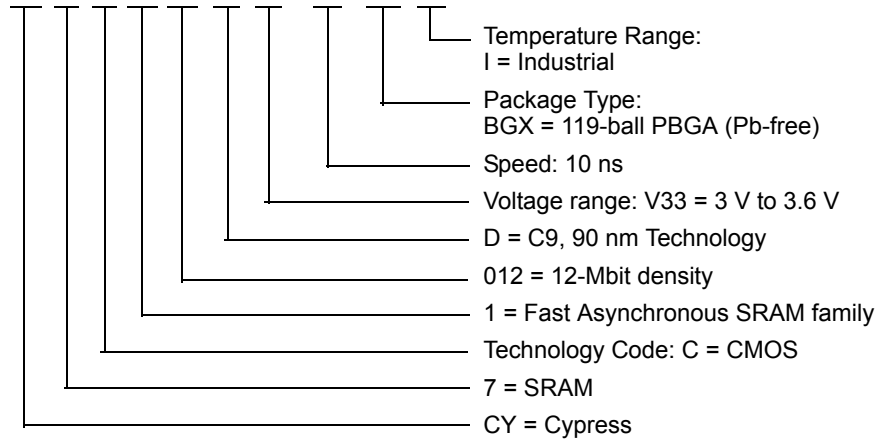 Temperature Range:
I = Industrial
Package Type:
BGX = 119-ball PBGA (Pb-free)
Speed: 10 ns
Voltage range: V33 = 3 V to 3.6 V
D = C9, 90 nm Technology
012 = 12-Mbit density
1 = Fast Asynchronous SRAM family
Technology Code: C = CMOS
7 = SRAM
CY = Cypress